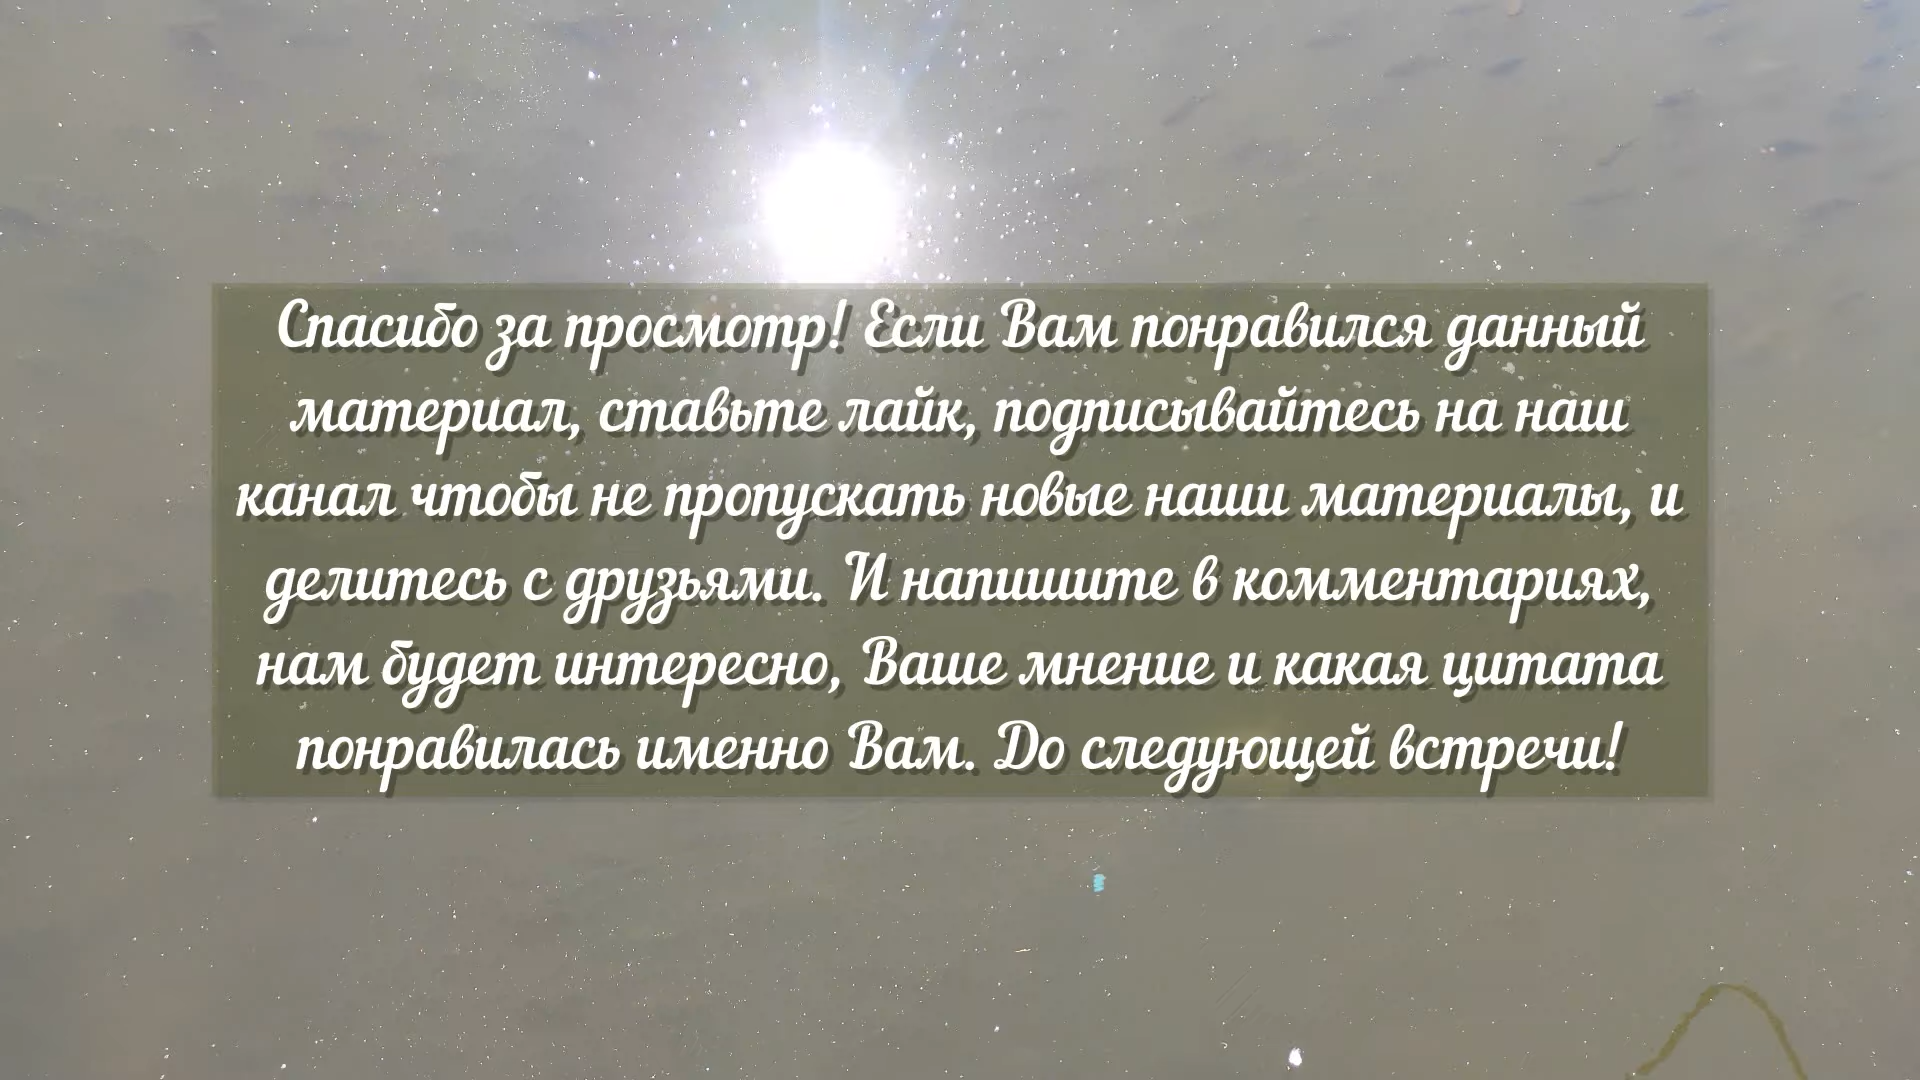 Спасибо за просмотр! Если Вам понравился данный
материал, ставьте лайк, подписывайтесь на наш
канал чтобы не пропускать новые наши материалы, и
делитесь с друзьями. И напишите в комментариях,
нам будет интересно, Ваше мнение и какая цитата
понравилась именно Вам. До следующей встречи!